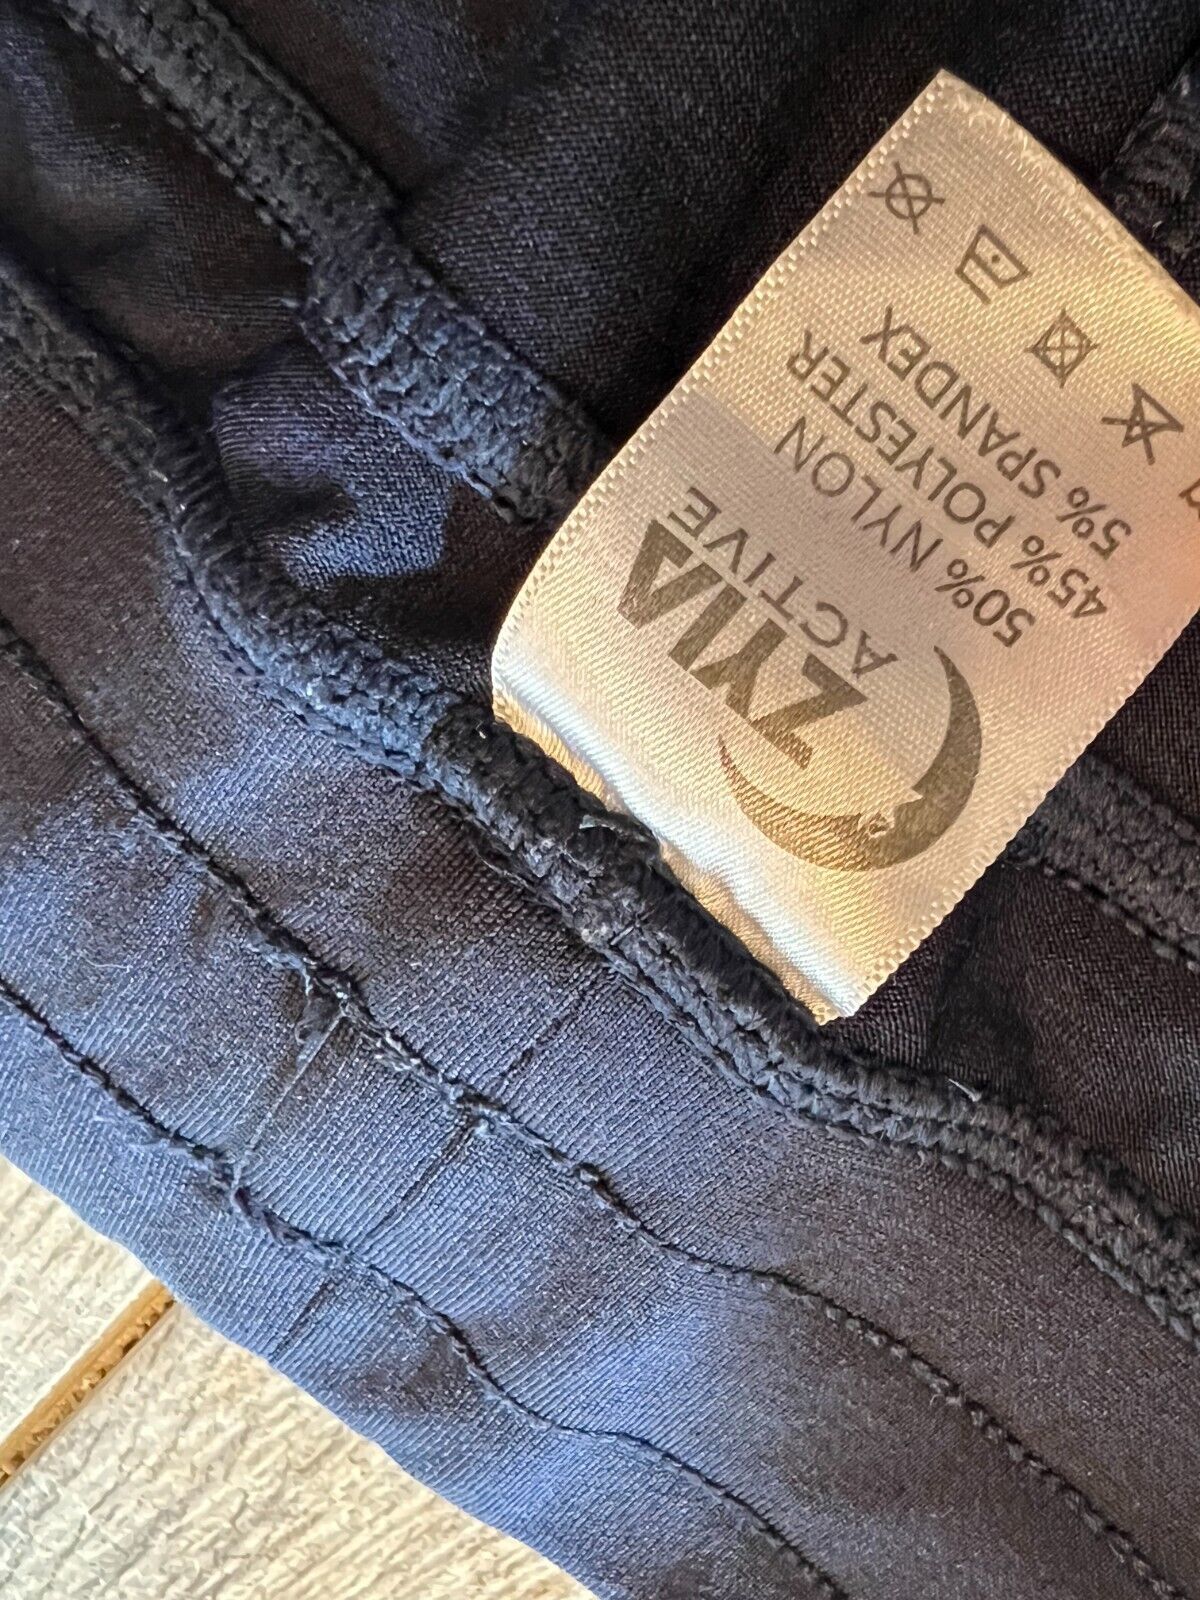 ZYIA
ACTIVE
50% NYLON
45% POLYESTER
5% SPANDEX